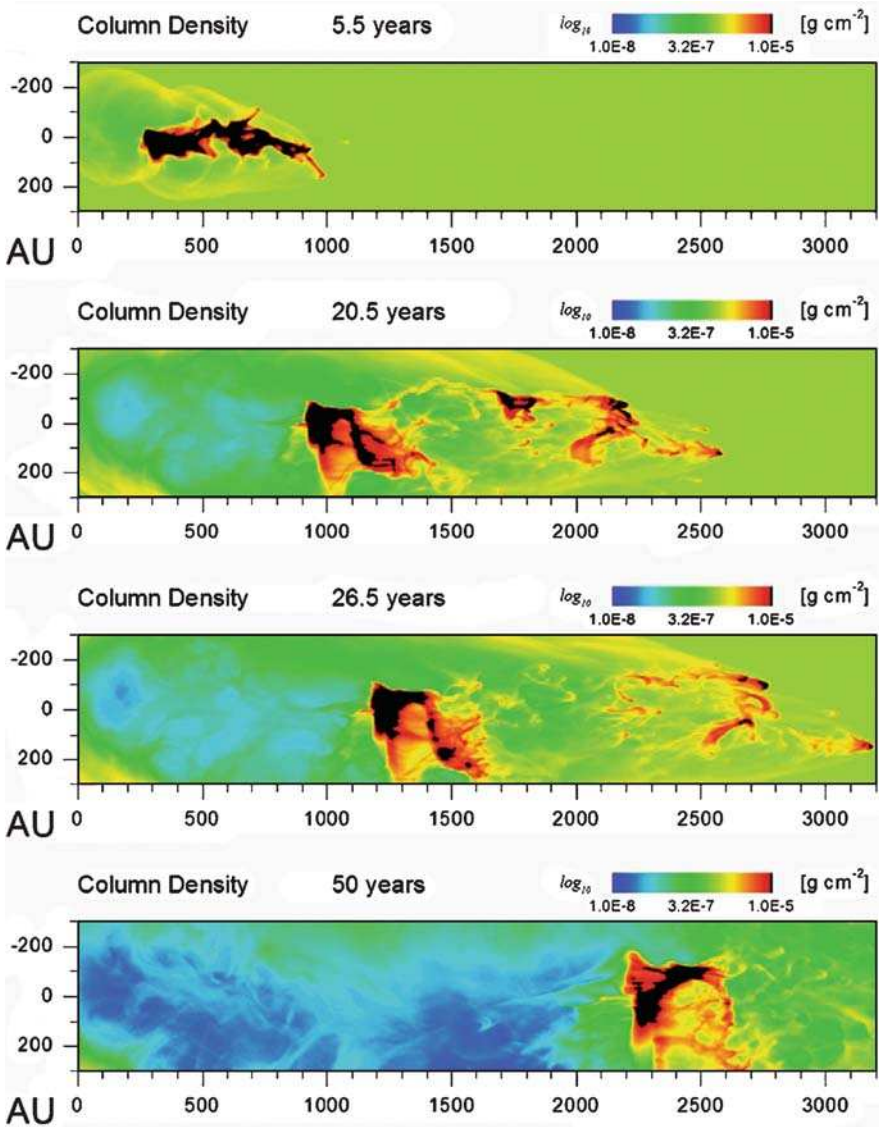 Column Density 5.5 years log₁₀ [g cm⁻²]
1.0E-8 3.2E-7 1.0E-5
-200
0
200
AU 0 500 1000 1500 2000 2500 3000
Column Density 20.5 years log₁₀ [g cm⁻²]
1.0E-8 3.2E-7 1.0E-5
-200
0
200
AU 0 500 1000 1500 2000 2500 3000
Column Density 26.5 years log₁₀ [g cm⁻²]
1.0E-8 3.2E-7 1.0E-5
-200
0
200
AU 0 500 1000 1500 2000 2500 3000
Column Density 50 years log₁₀ [g cm⁻²]
1.0E-8 3.2E-7 1.0E-5
-200
0
200
AU 0 500 1000 1500 2000 2500 3000